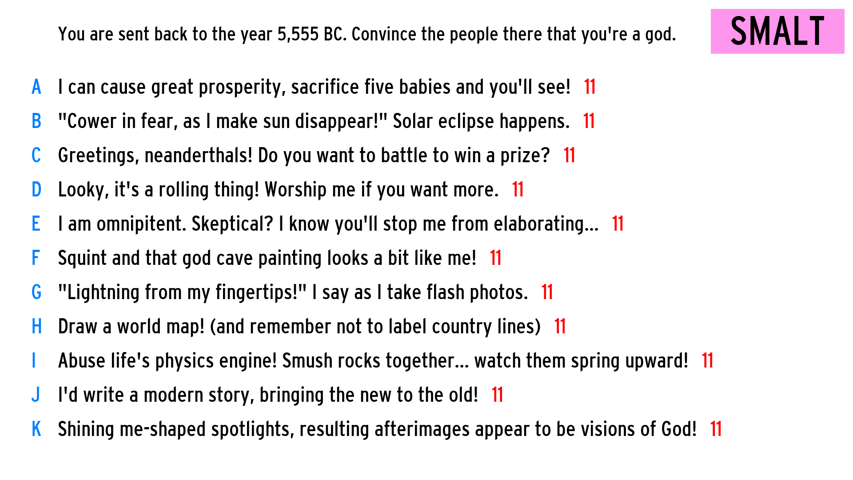 You are sent back to the year 5,555 BC. Convince the people there that you're a god.
SMALT
A I can cause great prosperity, sacrifice five babies and you'll see! 11
B "Cower in fear, as I make sun disappear!" Solar eclipse happens. 11
C Greetings, neanderthals! Do you want to battle to win a prize? 11
D Looky, it's a rolling thing! Worship me if you want more. 11
E I am omnipitent. Skeptical? I know you'll stop me from elaborating... 11
F Squint and that god cave painting looks a bit like me! 11
G "Lightning from my fingertips!" I say as I take flash photos. 11
H Draw a world map! (and remember not to label country lines) 11
I Abuse life's physics engine! Smush rocks together... watch them spring upward! 11
J I'd write a modern story, bringing the new to the old! 11
K Shining me-shaped spotlights, resulting afterimages appear to be visions of God! 11